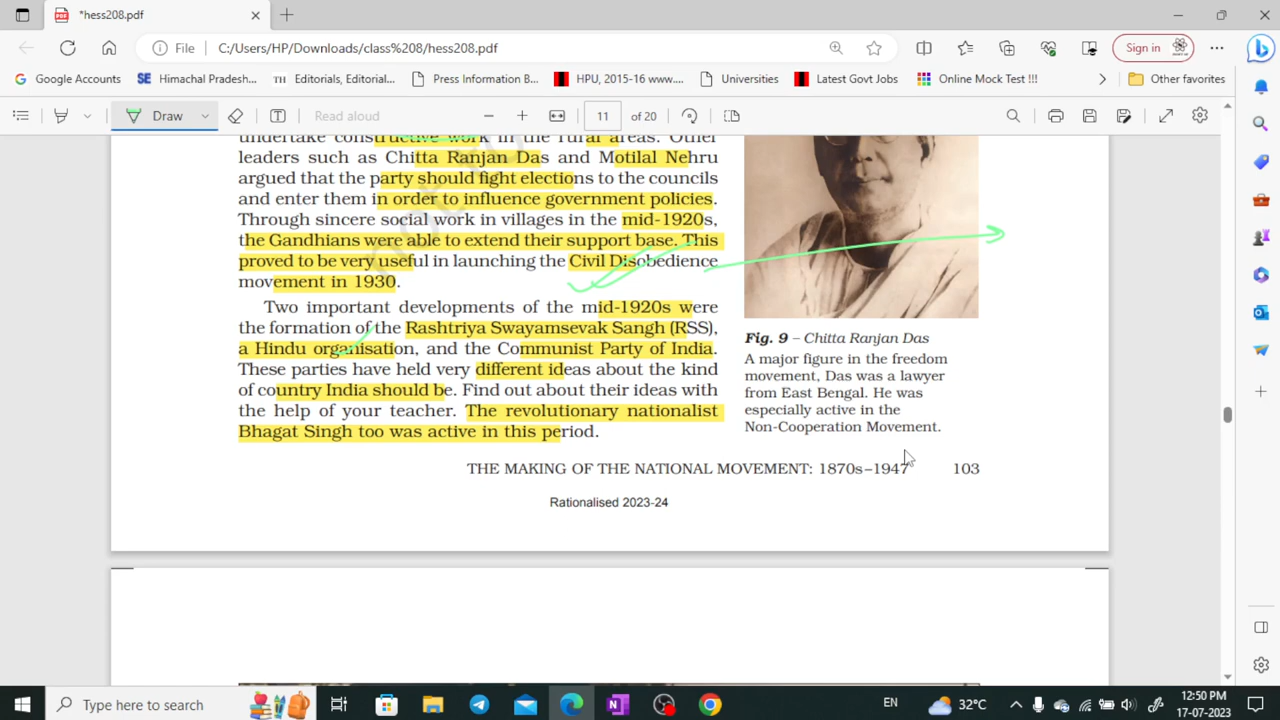 *hess208.pdf
File C:/Users/HP/Downloads/class%208/hess208.pdf
Sign in
Google Accounts
SE Himachal Pradesh...
TH Editorials, Editorial...
Press Information B...
HPU, 2015-16 www....
Universities
Latest Govt Jobs
Online Mock Test !!!
Other favorites
Draw
Read aloud
11 of 20
undertake constructive work in the rural areas. Other
leaders such as Chitta Ranjan Das and Motilal Nehru
argued that the party should fight elections to the councils
and enter them in order to influence government policies.
Through sincere social work in villages in the mid-1920s,
the Gandhians were able to extend their support base. This
proved to be very useful in launching the Civil Disobedience
movement in 1930.
Two important developments of the mid-1920s were
the formation of the Rashtriya Swayamsevak Sangh (RSS),
a Hindu organisation, and the Communist Party of India.
These parties have held very different ideas about the kind
of country India should be. Find out about their ideas with
the help of your teacher. The revolutionary nationalist
Bhagat Singh too was active in this period.
Fig. 9 – Chitta Ranjan Das
A major figure in the freedom
movement, Das was a lawyer
from East Bengal. He was
especially active in the
Non-Cooperation Movement.
THE MAKING OF THE NATIONAL MOVEMENT: 1870s–1947 103
Rationalised 2023-24
Type here to search
32°C
EN
12:50 PM
17-07-2023